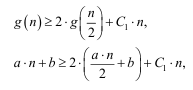 g(n) ≥ 2·g(n/2) + C₁·n,
a·n + b ≥ 2·(a·n/2 + b) + C₁·n,